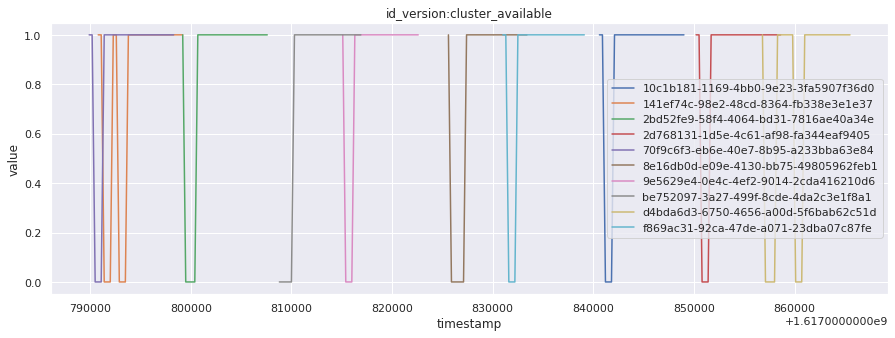 id_version:cluster_available
value
1.0
0.8
0.6
0.4
0.2
0.0
10c1b181-1169-4bb0-9e23-3fa5907f36d0
141ef74c-98e2-48cd-8364-fb338e3e1e37
2bd52fe9-58f4-4064-bd31-7816ae40a34e
2d768131-1d5e-4c61-af98-fa344eaf9405
70f9c6f3-eb6e-40e7-8b95-a233bba63e84
8e16db0d-e09e-4130-bb75-49805962feb1
9e5629e4-0e4c-4ef2-9014-2cda416210d6
be752097-3a27-499f-8cde-4da2c3e1f8a1
d4bda6d3-6750-4656-a00d-5f6bab62c51d
f869ac31-92ca-47de-a071-23dba07c87fe
790000 800000 810000 820000 830000 840000 850000 860000
timestamp
+1.6170000000e9